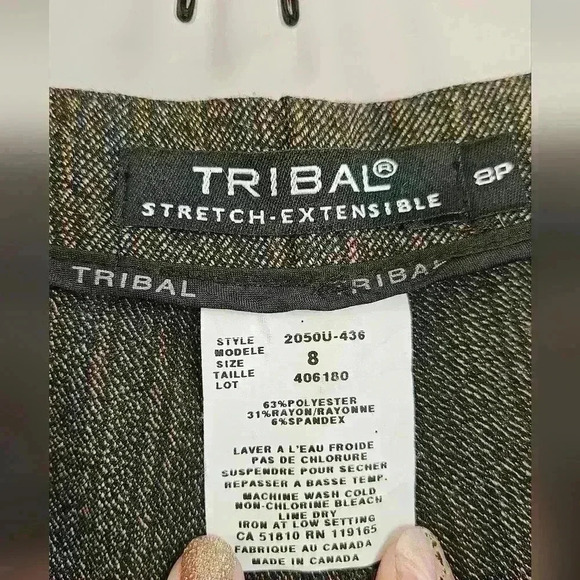 TRIBAL®
STRETCH-EXTENSIBLE
8P
TRIBAL TRIBAL
STYLE 2050U-436
MODELE
SIZE 8
TAILLE
LOT 406180
63%POLYESTER
31%RAYON/RAYONNE
6%SPANDEX
LAVER A L'EAU FROIDE
PAS DE CHLORURE
SUSPENDRE POUR SECHER
REPASSER A BASSE TEMP.
MACHINE WASH COLD
NON-CHLORINE BLEACH
LINE DRY
IRON AT LOW SETTING
CA 51810 RN 119165
FABRIQUE AU CANADA
MADE IN CANADA